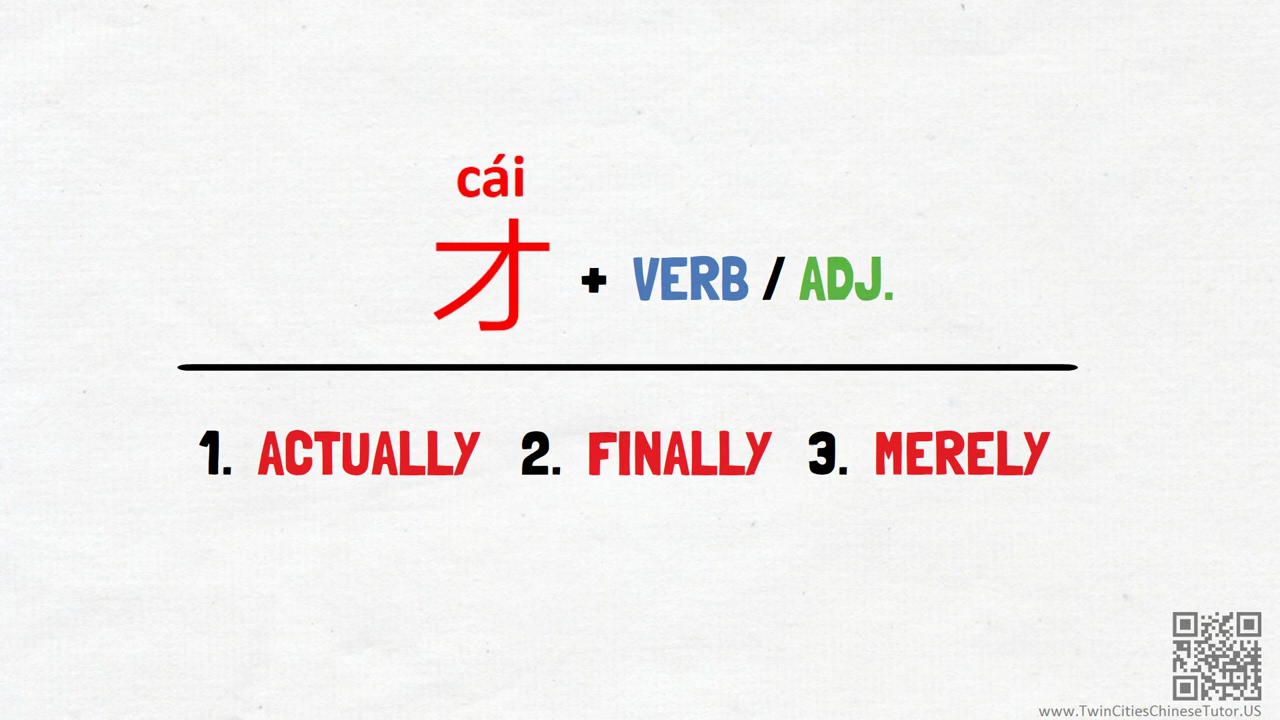 cái
才 + VERB / ADJ.
1. ACTUALLY 2. FINALLY 3. MERELY
www.TwinCitiesChineseTutor.US